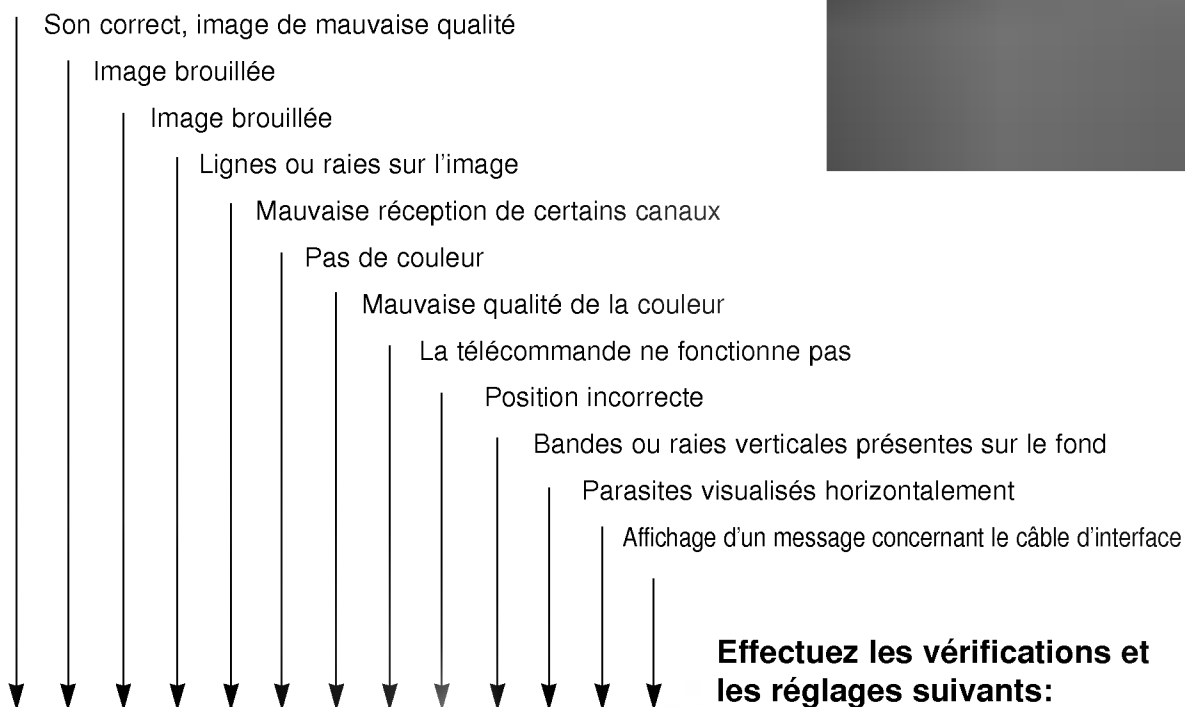 Son correct, image de mauvaise qualité
Image brouillée
Image brouillée
Lignes ou raies sur l'image
Mauvaise réception de certains canaux
Pas de couleur
Mauvaise qualité de la couleur
La télécommande ne fonctionne pas
Position incorrecte
Bandes ou raies verticales présentes sur le fond
Parasites visualisés horizontalement
Affichage d'un message concernant le câble d'interface
Effectuez les vérifications et
les réglages suivants: